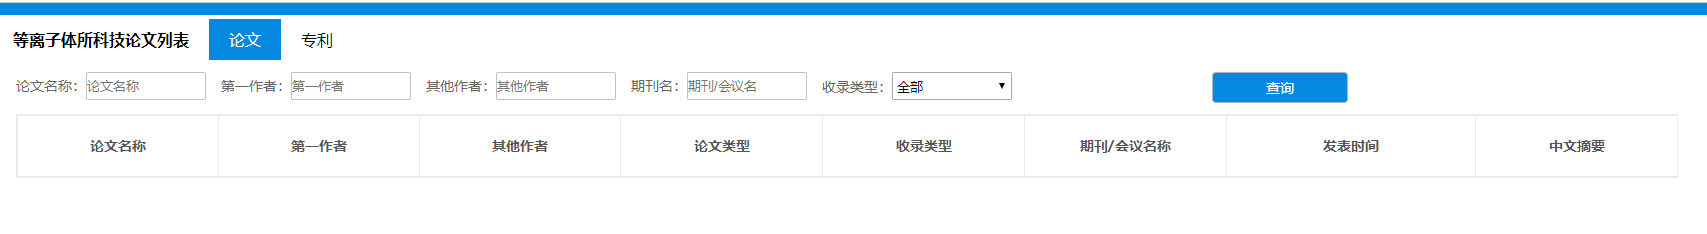 等离子体所科技论文列表 论文 专利
论文名称： 论文名称 第一作者： 第一作者 其他作者： 其他作者 期刊名： 期刊/会议名 收录类型： 全部 查询
论文名称 第一作者 其他作者 论文类型 收录类型 期刊/会议名称 发表时间 中文摘要